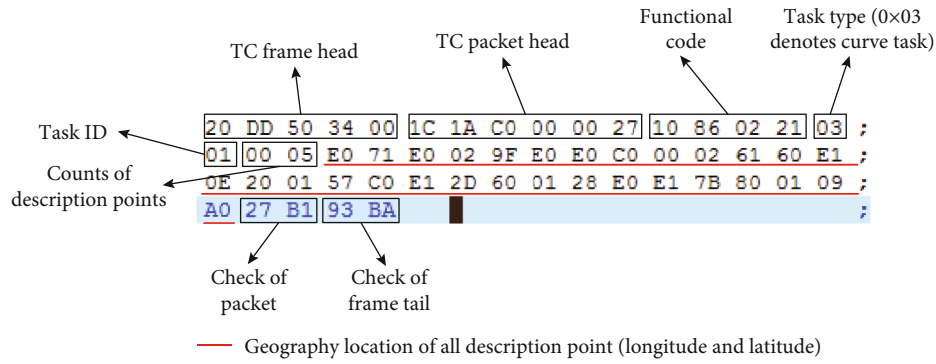 TC frame head
TC packet head
Functional
code
Task type (0×03
denotes curve task)
Task ID
Counts of
description points
20 DD 50 34 00 1C 1A C0 00 00 27 10 86 02 21 03 ;
01 00 05 E0 71 E0 02 9F E0 E0 C0 00 02 61 60 E1 ;
0E 20 01 57 C0 E1 2D 60 01 28 E0 E1 7B 80 01 09 ;
A0 27 B1 93 BA ;
Check of
packet
Check of
frame tail
Geography location of all description point (longitude and latitude)